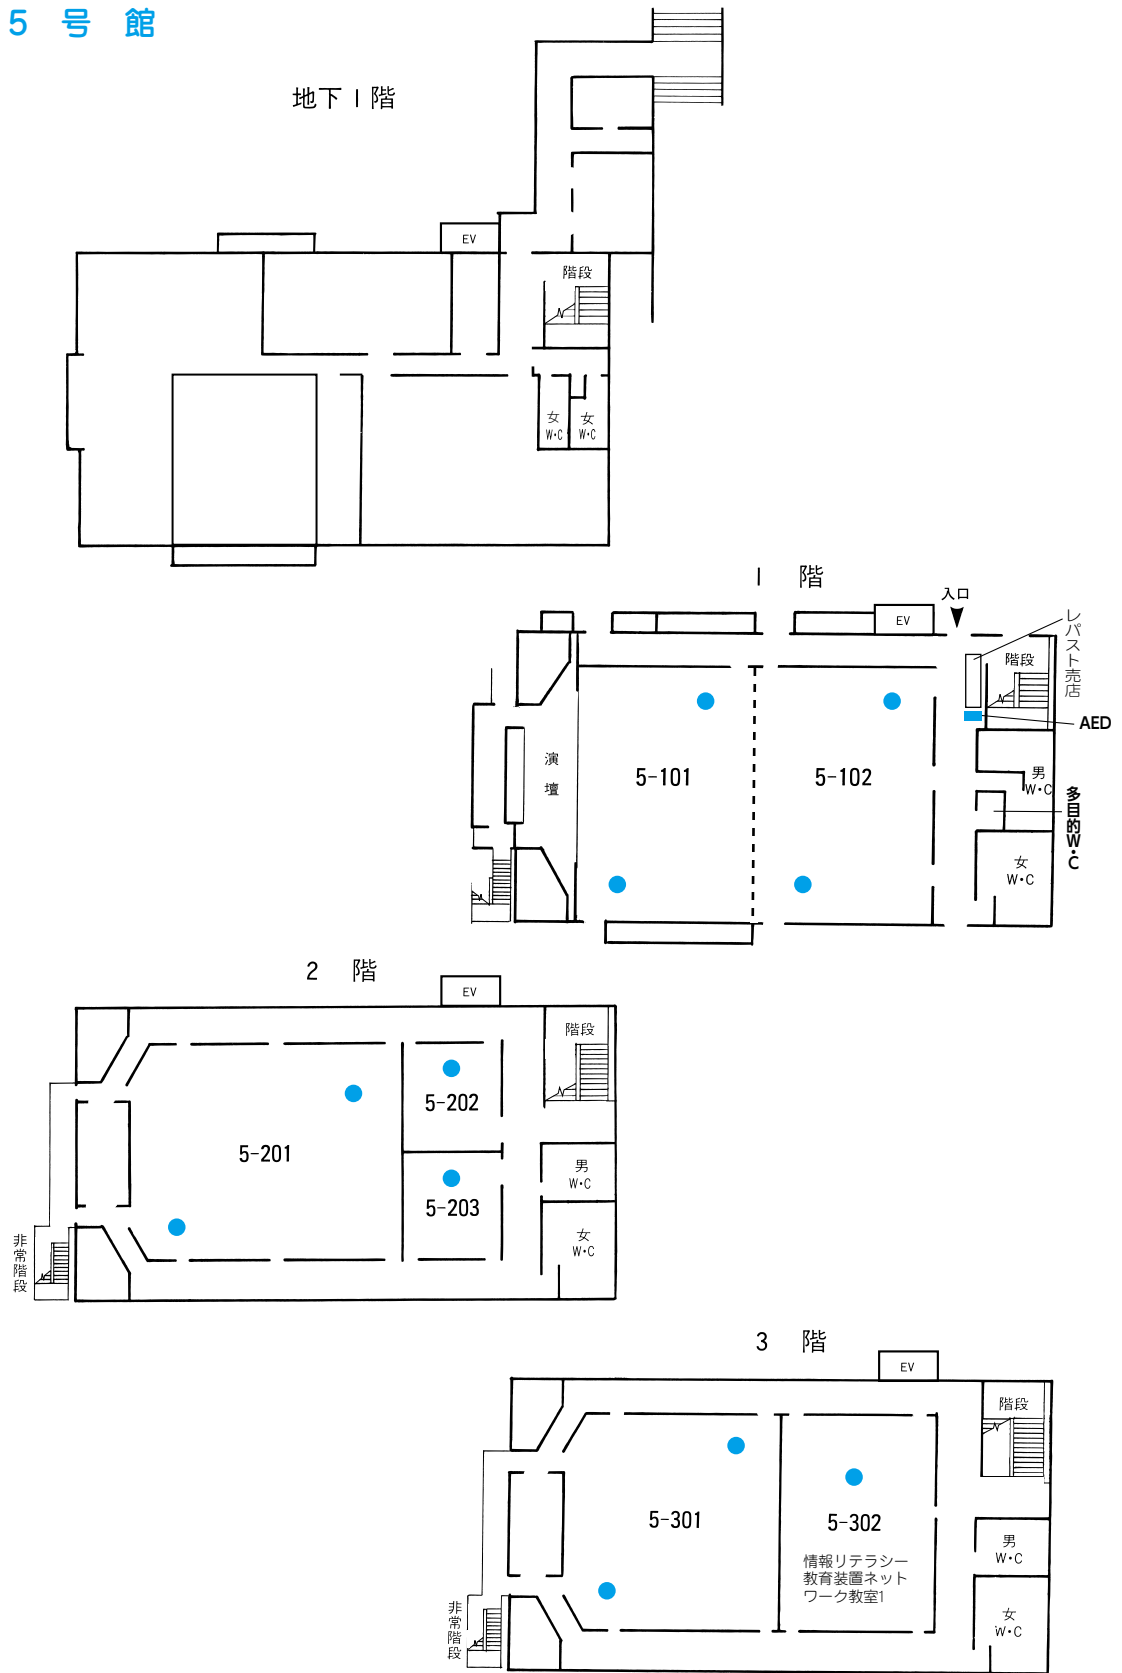 5 号 館
地下1階
EV
階段
女
W・C
女
W・C
1 階
入口
EV
レパスト売店
階段
AED
演壇
5-101
5-102
男
W・C
多目的W・C
女
W・C
2 階
EV
階段
5-202
5-201
男
W・C
5-203
女
W・C
非常階段
3 階
EV
階段
5-301
5-302
情報リテラシー
教育装置ネット
ワーク教室1
男
W・C
非常階段
女
W・C